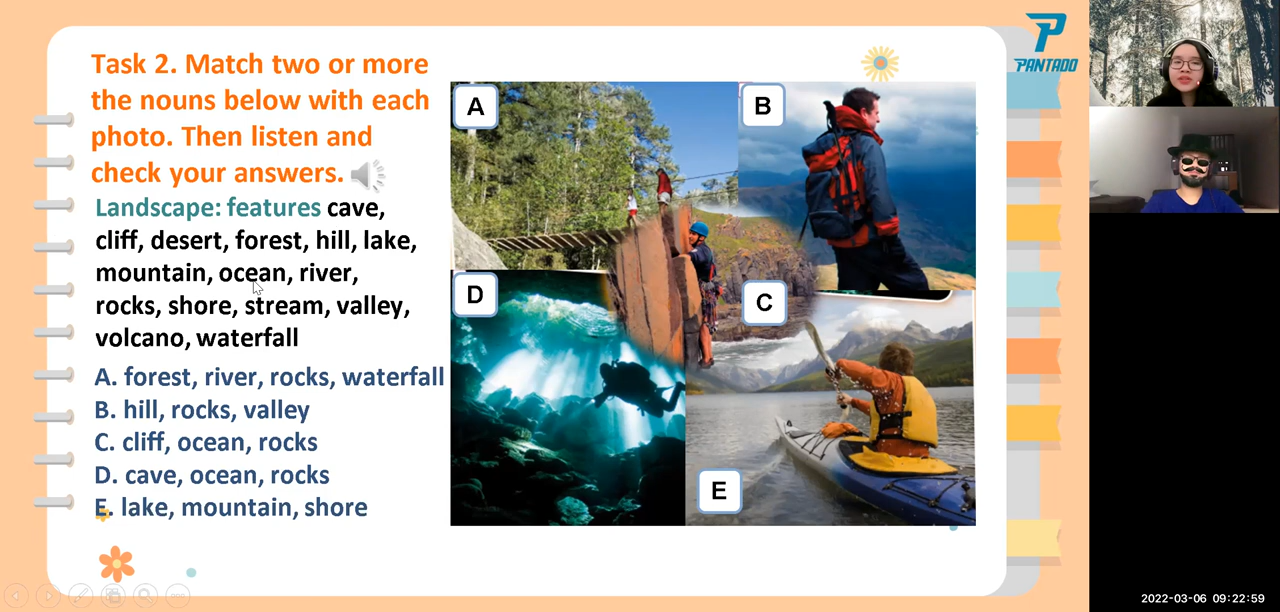 Task 2. Match two or more
the nouns below with each
photo. Then listen and
check your answers.
Landscape: features cave,
cliff, desert, forest, hill, lake,
mountain, ocean, river,
rocks, shore, stream, valley,
volcano, waterfall
A. forest, river, rocks, waterfall
B. hill, rocks, valley
C. cliff, ocean, rocks
D. cave, ocean, rocks
E. lake, mountain, shore
A
B
D
C
E
PANTADO
2022-03-06 09:22:59